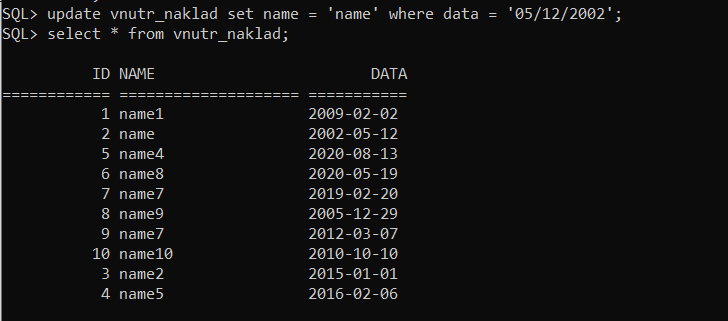 SQL> update vnutr_naklad set name = 'name' where data = '05/12/2002';
SQL> select * from vnutr_naklad;
ID NAME DATA
============ ==================== ===========
1 name1 2009-02-02
2 name 2002-05-12
5 name4 2020-08-13
6 name8 2020-05-19
7 name7 2019-02-20
8 name9 2005-12-29
9 name7 2012-03-07
10 name10 2010-10-10
3 name2 2015-01-01
4 name5 2016-02-06